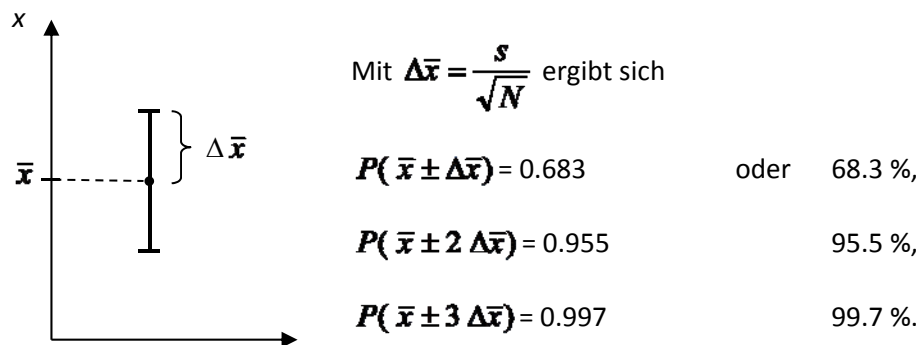 x
Mit Δx̄ = s/√N ergibt sich
Δ x̄
x̄
P( x̄ ± Δx̄) = 0.683 oder 68.3 %,
P( x̄ ± 2 Δx̄) = 0.955 95.5 %,
P( x̄ ± 3 Δx̄) = 0.997 99.7 %.